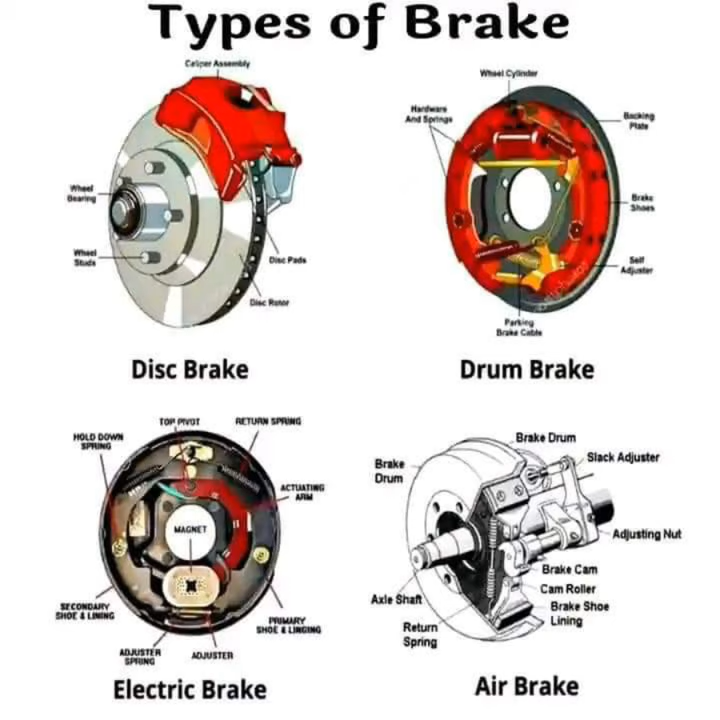 Types of Brake
Caliper Assembly
Wheel
Bearing
Wheel
Studs
Disc Pads
Disc Rotor
Disc Brake
Wheel Cylinder
Hardware
And Springs
Backing
Plate
Brake
Shoes
Self
Adjuster
Parking
Brake Cable
Drum Brake
TOP PIVOT
RETURN SPRING
HOLD DOWN
SPRING
ACTUATING
ARM
MAGNET
SECONDARY
SHOE & LINING
PRIMARY
SHOE & LINGING
ADJUSTER
SPRING
ADJUSTER
Electric Brake
Brake Drum
Slack Adjuster
Brake
Drum
Adjusting Nut
Brake Cam
Cam Roller
Axle Shaft
Brake Shoe
Lining
Return
Spring
Air Brake